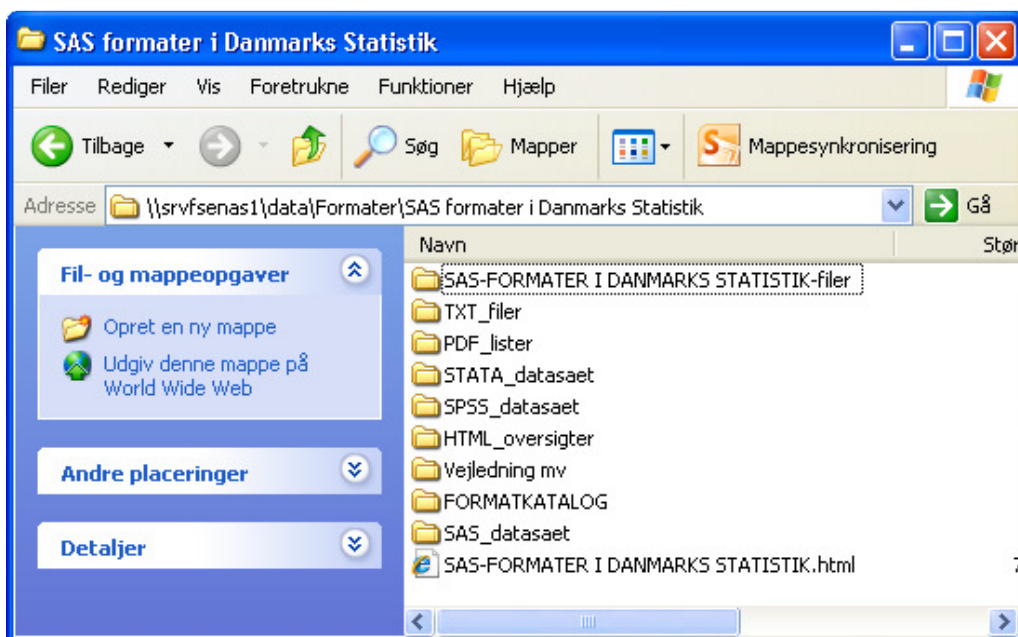 SAS formater i Danmarks Statistik
Filer Rediger Vis Foretrukne Funktioner Hjælp
Tilbage Søg Mapper Mappesynkronisering
Adresse \\srvfsenas1\data\Formater\SAS formater i Danmarks Statistik Gå
Navn Stør
Fil- og mappeopgaver
Opret en ny mappe
Udgiv denne mappe på
World Wide Web
Andre placeringer
Detaljer
SAS-FORMATER I DANMARKS STATISTIK-filer
TXT_filer
PDF_lister
STATA_datasaet
SPSS_datasaet
HTML_oversigter
Vejledning mv
FORMATKATALOG
SAS_datasaet
SAS-FORMATER I DANMARKS STATISTIK.html